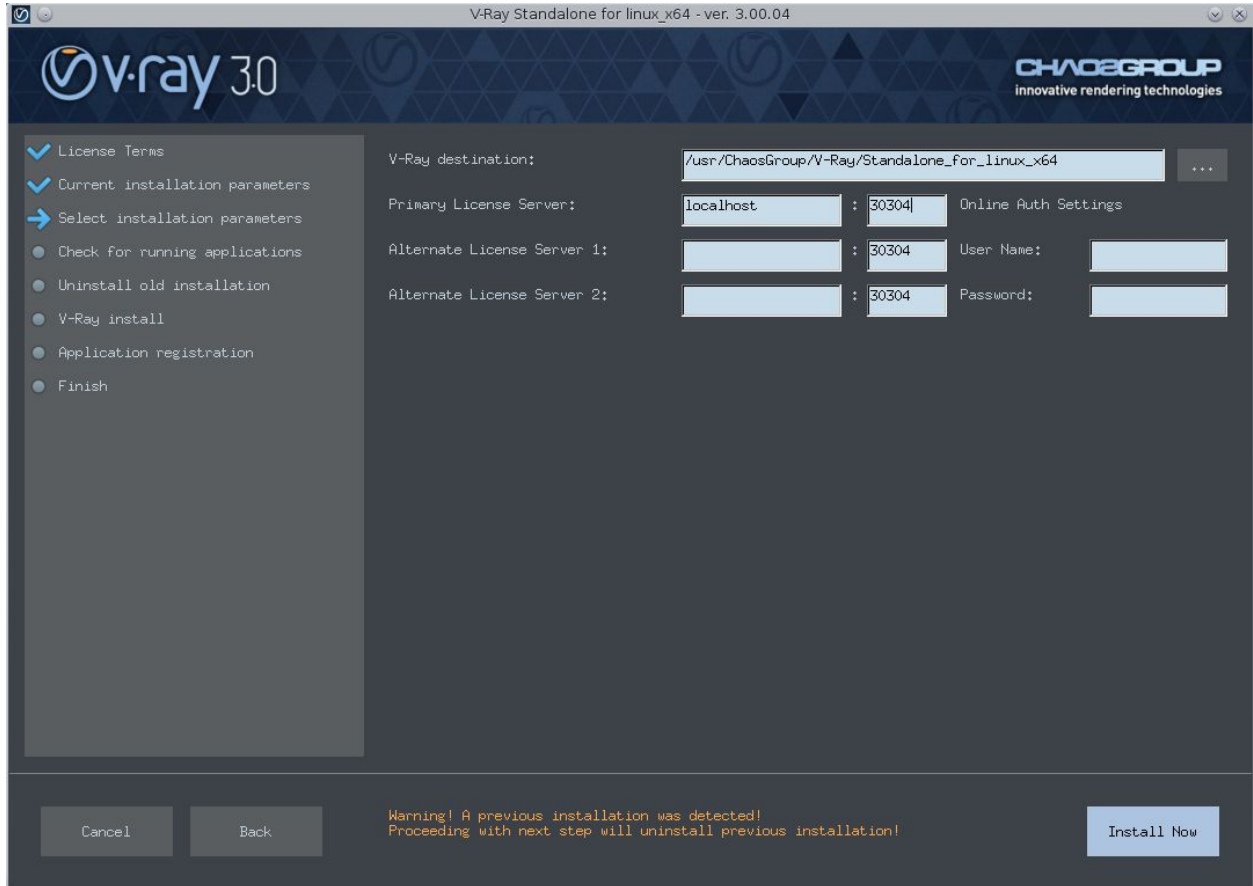 V-Ray Standalone for linux_x64 - ver. 3.00.04
v·ray 3.0
CHAOSGROUP
innovative rendering technologies
License Terms
Current installation parameters
Select installation parameters
Check for running applications
Uninstall old installation
V-Ray install
Application registration
Finish
V-Ray destination: /usr/ChaosGroup/V-Ray/Standalone_for_linux_x64 ...
Primary License Server: localhost : 30304 Online Auth Settings
Alternate License Server 1: : 30304 User Name:
Alternate License Server 2: : 30304 Password:
Cancel
Back
Warning! A previous installation was detected!
Proceeding with next step will uninstall previous installation!
Install Now